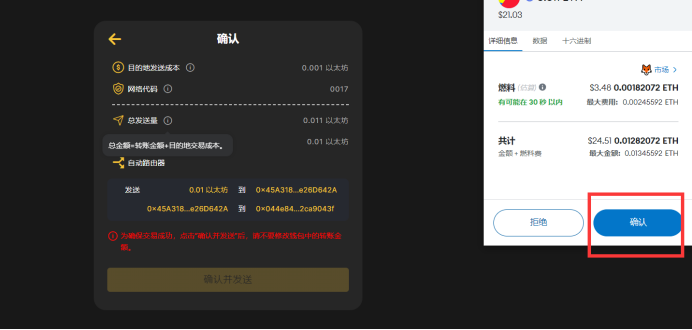 确认
目的地发送成本
0.001 以太坊
网络代码
0017
总发送量
0.011 以太坊
总金额=转账金额+目的地交易成本。
0.01 以太坊
自动路由器
发送 0.01 以太坊 到 0×45A318...e26D642A
0×45A318...e26D642A 到 0×044e84...2ca9043f
为确保交易成功，点击"确认并发送"后，请不要修改钱包中的转账金
额。
确认并发送
$21.03
详细信息 数据 十六进制
市场 >
燃料 (估算) $3.48 0.00182072 ETH
有可能在 30 秒 以内 最大费用: 0.00245592 ETH
共计 $24.51 0.01282072 ETH
金额 + 燃料费 最大金额: 0.01345592 ETH
拒绝 确认